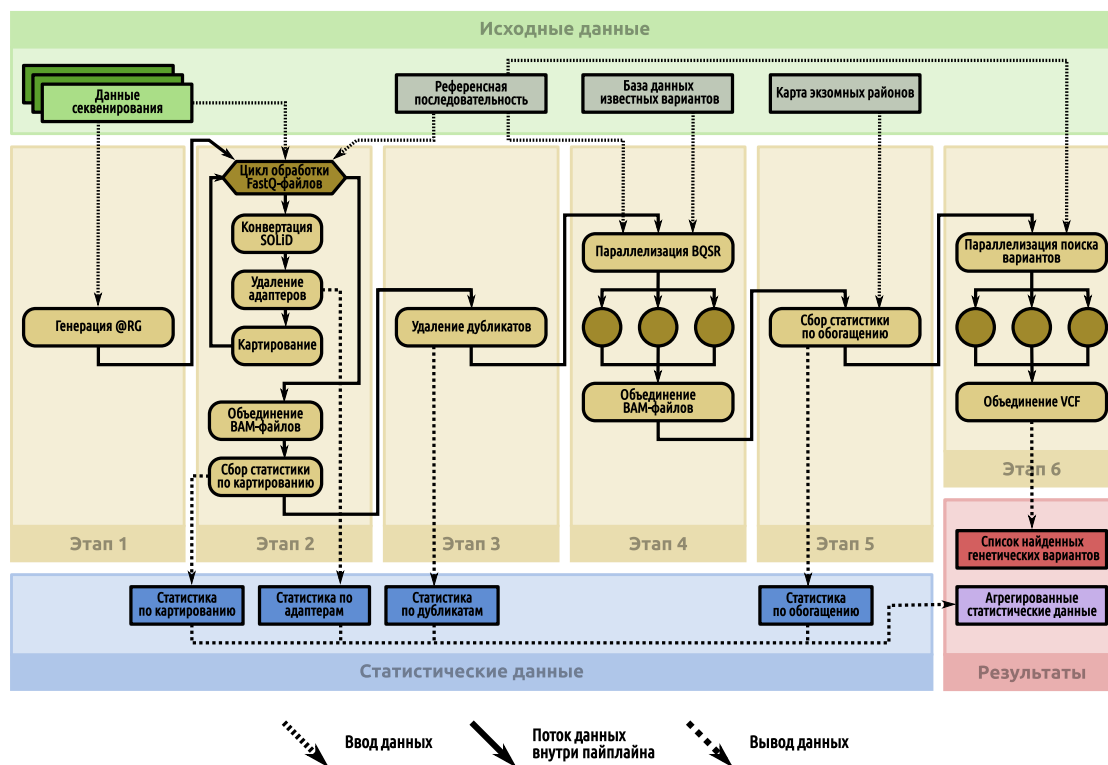 Исходные данные
Данные
секвенирования
Референсная
последовательность
База данных
известных вариантов
Карта экзомных районов
Цикл обработки
FastQ-файлов
Конвертация
SOLiD
Удаление
адаптеров
Картирование
Объединение
BAM-файлов
Сбор статистики
по картированию
Генерация @RG
Удаление дубликатов
Параллелизация BQSR
Объединение
BAM-файлов
Сбор статистики
по обогащению
Параллелизация поиска
вариантов
Объединение VCF
Этап 1
Этап 2
Этап 3
Этап 4
Этап 5
Этап 6
Список найденных
генетических вариантов
Агрегированные
статистические данные
Результаты
Статистика
по картированию
Статистика по
адаптерам
Статистика
по дубликатам
Статистика
по обогащению
Статистические данные
Ввод данных
Поток данных
внутри пайплайна
Вывод данных